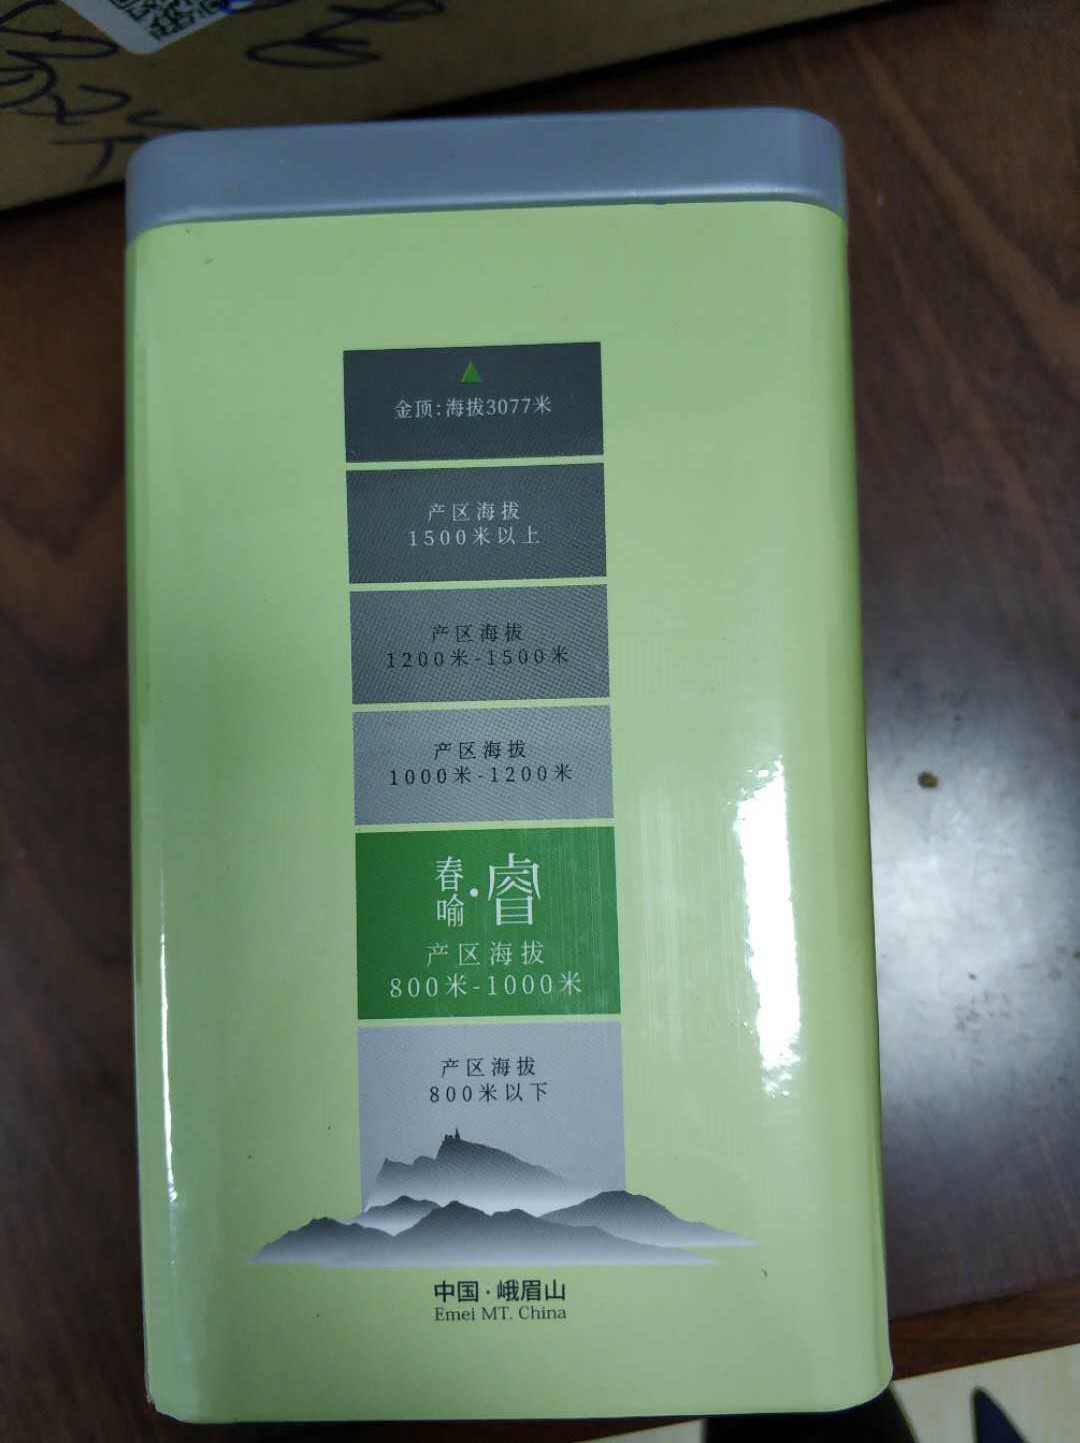 金顶:海拔3077米
产区海拔
1500米以上
产区海拔
1200米-1500米
产区海拔
1000米-1200米
春喻·睿
产区海拔
800米-1000米
产区海拔
800米以下
中国·峨眉山
Emei MT. China